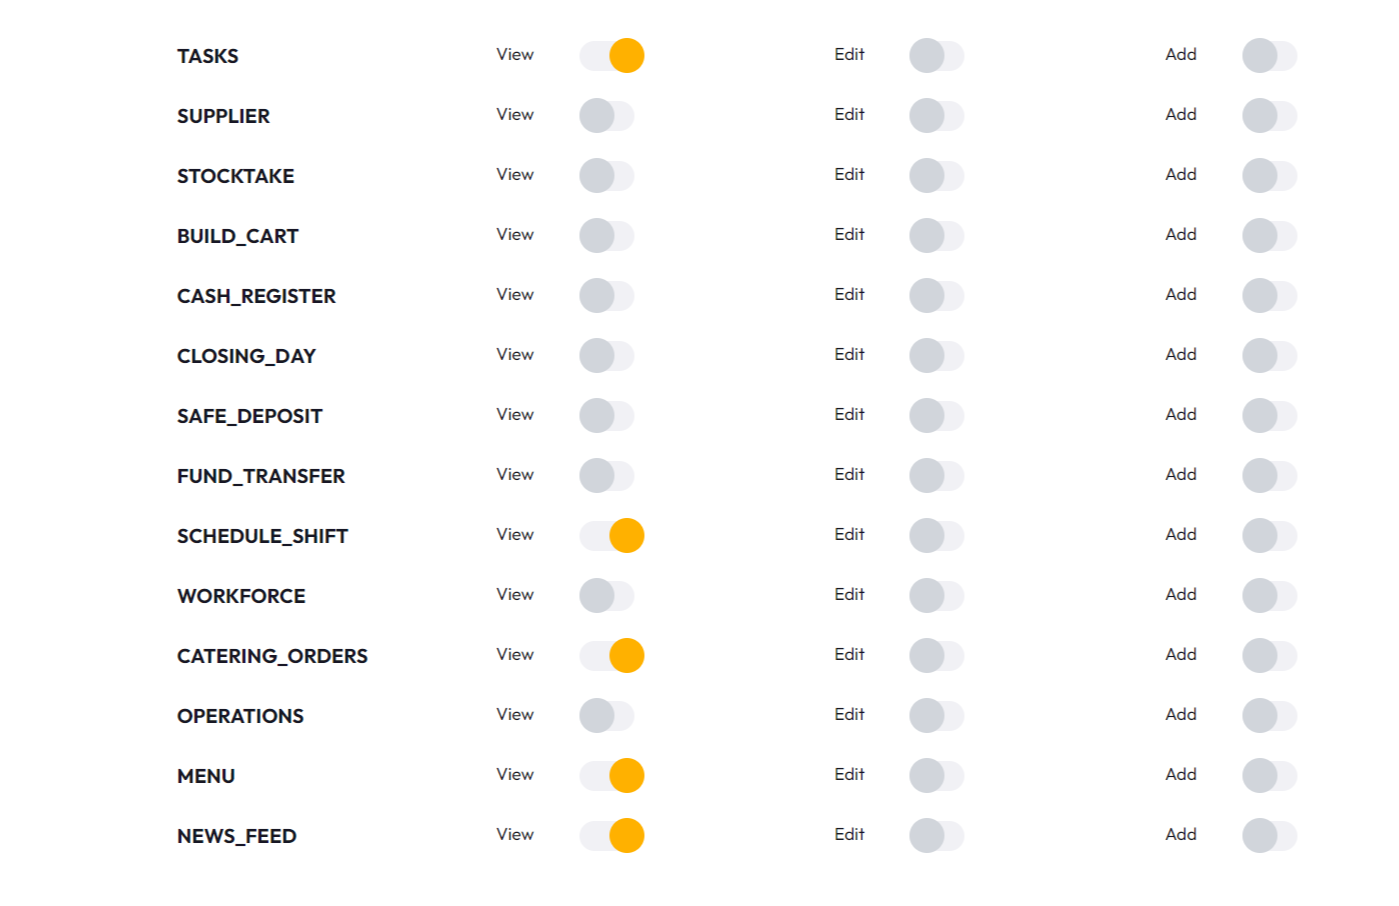 TASKS View Edit Add
SUPPLIER View Edit Add
STOCKTAKE View Edit Add
BUILD_CART View Edit Add
CASH_REGISTER View Edit Add
CLOSING_DAY View Edit Add
SAFE_DEPOSIT View Edit Add
FUND_TRANSFER View Edit Add
SCHEDULE_SHIFT View Edit Add
WORKFORCE View Edit Add
CATERING_ORDERS View Edit Add
OPERATIONS View Edit Add
MENU View Edit Add
NEWS_FEED View Edit Add